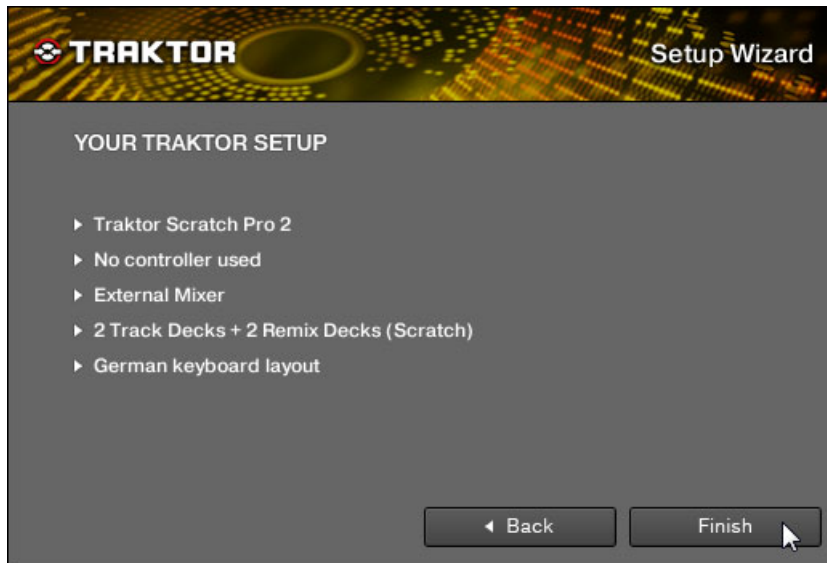 TRAKTOR
Setup Wizard
YOUR TRAKTOR SETUP
Traktor Scratch Pro 2
No controller used
External Mixer
2 Track Decks + 2 Remix Decks (Scratch)
German keyboard layout
Back
Finish